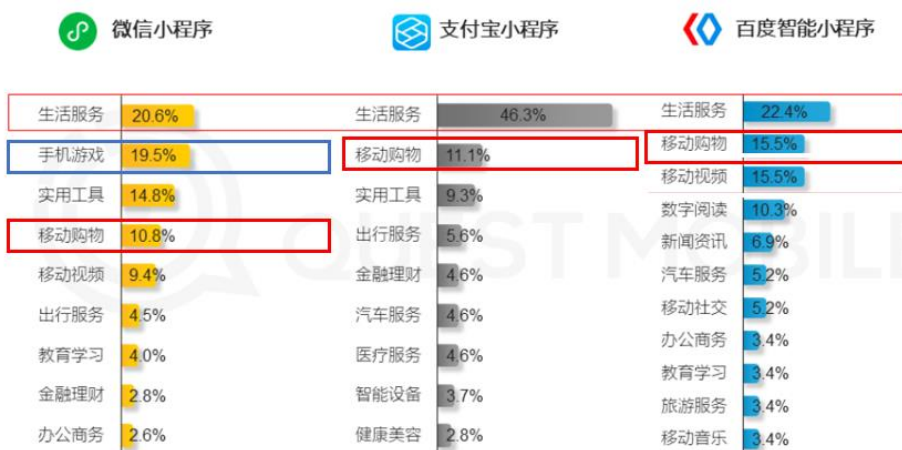 微信小程序
生活服务 20.6%
手机游戏 19.5%
实用工具 14.8%
移动购物 10.8%
移动视频 9.4%
出行服务 4.5%
教育学习 4.0%
金融理财 2.8%
办公商务 2.6%
支付宝小程序
生活服务 46.3%
移动购物 11.1%
实用工具 9.3%
出行服务 5.6%
金融理财 4.6%
汽车服务 4.6%
医疗服务 4.6%
智能设备 3.7%
健康美容 2.8%
百度智能小程序
生活服务 22.4%
移动购物 15.5%
移动视频 15.5%
数字阅读 10.3%
新闻资讯 6.9%
汽车服务 5.2%
移动社交 5.2%
办公商务 3.4%
教育学习 3.4%
旅游服务 3.4%
移动音乐 3.4%
QUEST MOBILE